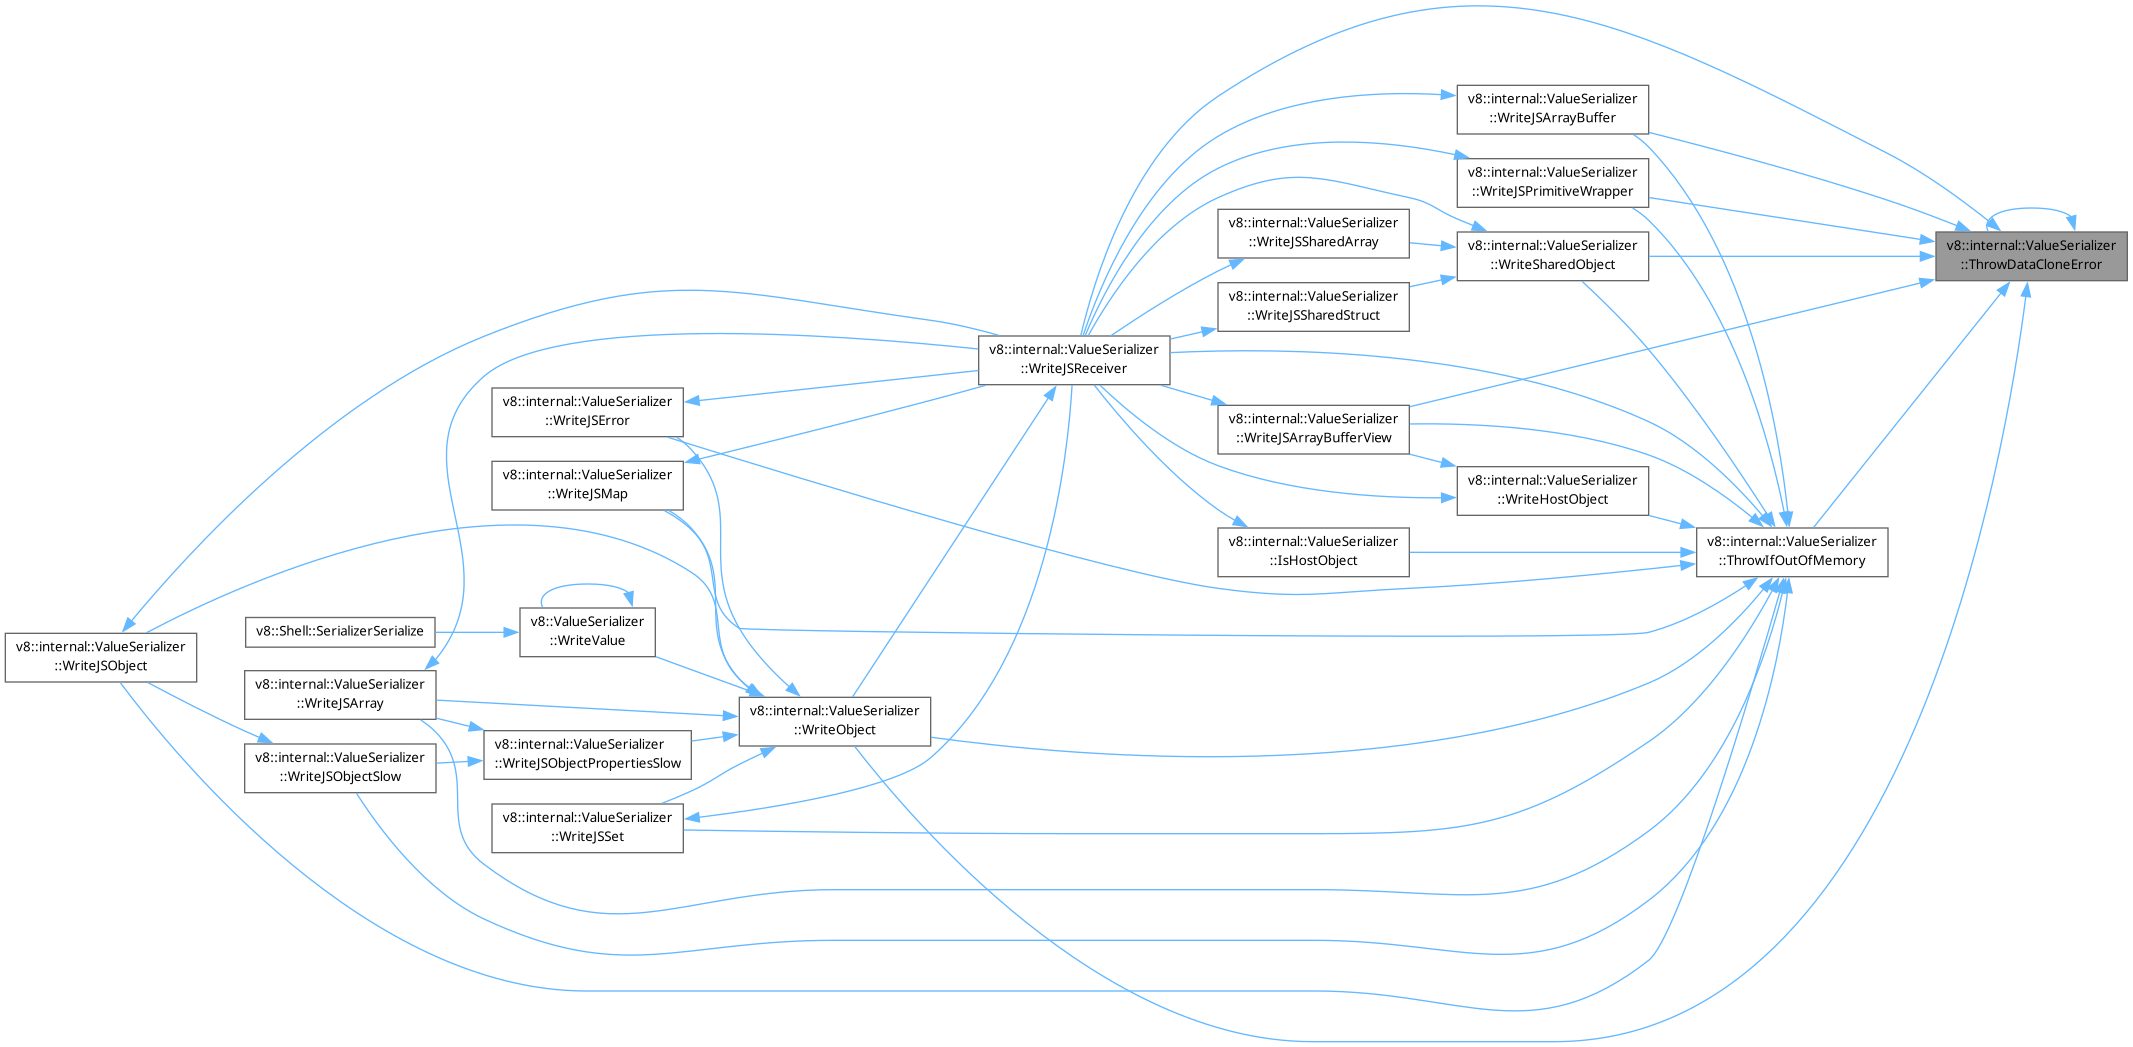 v8::internal::ValueSerializer
::WriteJSArrayBuffer
v8::internal::ValueSerializer
::WriteJSPrimitiveWrapper
v8::internal::ValueSerializer
::WriteJSSharedArray
v8::internal::ValueSerializer
::WriteSharedObject
v8::internal::ValueSerializer
::ThrowDataCloneError
v8::internal::ValueSerializer
::WriteJSSharedStruct
v8::internal::ValueSerializer
::WriteJSReceiver
v8::internal::ValueSerializer
::WriteJSError
v8::internal::ValueSerializer
::WriteJSArrayBufferView
v8::internal::ValueSerializer
::WriteJSMap
v8::internal::ValueSerializer
::WriteHostObject
v8::internal::ValueSerializer
::IsHostObject
v8::internal::ValueSerializer
::ThrowIfOutOfMemory
v8::ValueSerializer
::WriteValue
v8::Shell::SerializerSerialize
v8::internal::ValueSerializer
::WriteJSObject
v8::internal::ValueSerializer
::WriteJSArray
v8::internal::ValueSerializer
::WriteObject
v8::internal::ValueSerializer
::WriteJSObjectPropertiesSlow
v8::internal::ValueSerializer
::WriteJSObjectSlow
v8::internal::ValueSerializer
::WriteJSSet